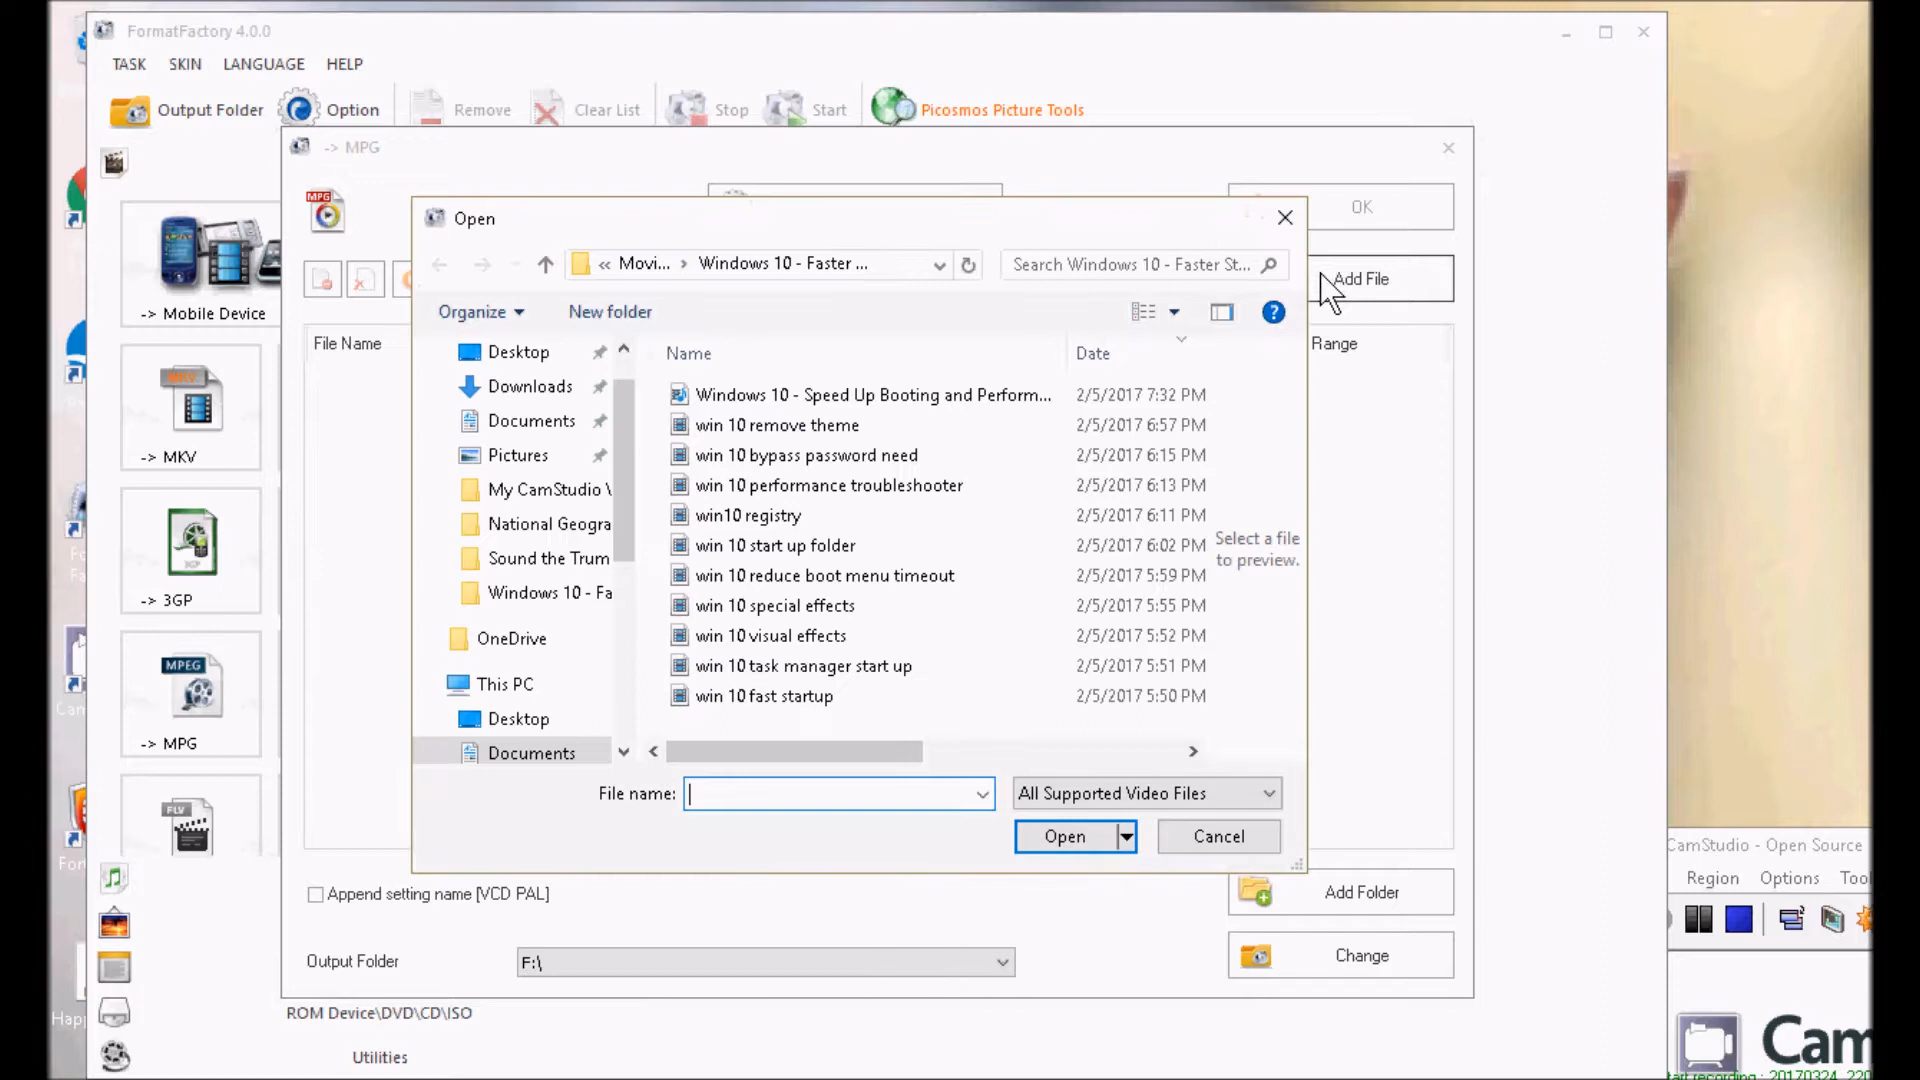 FormatFactory 4.0.0
TASK SKIN LANGUAGE HELP
Output Folder Option Remove Clear List Stop Start Picosmos Picture Tools
-> MPG
MPG
OK
Open
« Movi... › Windows 10 - Faster ... Search Windows 10 - Faster St...
Add File
Organize New folder
-> Mobile Device
File Name
Range
Name Date
Desktop
Downloads
Documents
Pictures
My CamStudio
National Geogra
Sound the Trum
Windows 10 - Fa
OneDrive
This PC
Desktop
Documents
Windows 10 - Speed Up Booting and Perform... 2/5/2017 7:32 PM
win 10 remove theme 2/5/2017 6:57 PM
win 10 bypass password need 2/5/2017 6:15 PM
win 10 performance troubleshooter 2/5/2017 6:13 PM
win10 registry 2/5/2017 6:11 PM
win 10 start up folder 2/5/2017 6:02 PM
win 10 reduce boot menu timeout 2/5/2017 5:59 PM
win 10 special effects 2/5/2017 5:55 PM
win 10 visual effects 2/5/2017 5:52 PM
win 10 task manager start up 2/5/2017 5:51 PM
win 10 fast startup 2/5/2017 5:50 PM
Select a file
to preview.
MKV
-> MKV
3GP
-> 3GP
MPEG
-> MPG
FLV
File name: All Supported Video Files
Open Cancel
Append setting name [VCD PAL]
Add Folder
Output Folder F:\
Change
ROM Device\DVD\CD\ISO
Utilities
CamStudio - Open Source
Region Options Tool
Cam
tart recording : 20170324_220
Happ